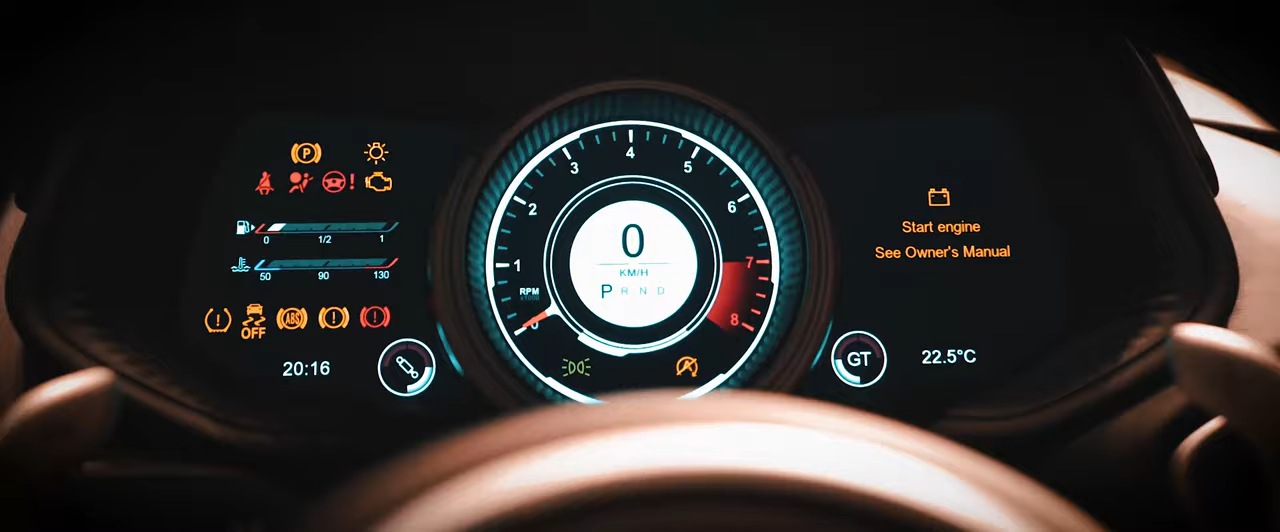 P
0 1/2 1
50 90 130
OFF ABS
20:16
1 2 3 4 5 6 7 8
RPM
x1000
0
0
KM/H
P R N D
A
Start engine
See Owner's Manual
GT
22.5°C